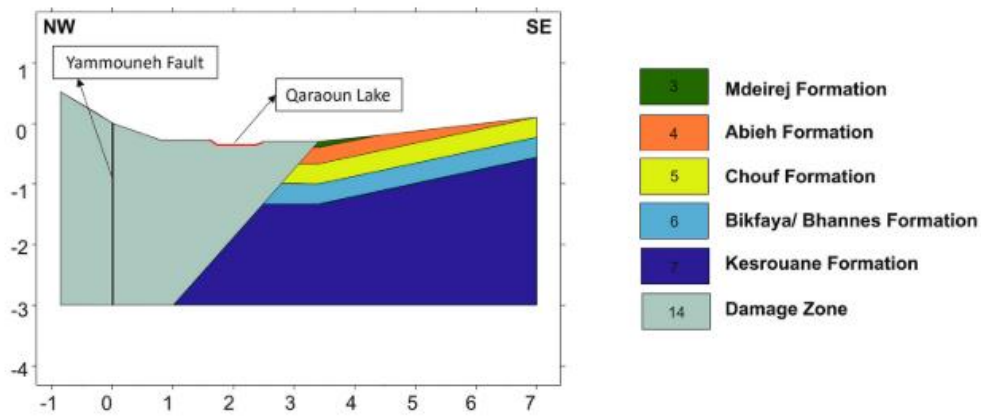 NW
SE
Yammouneh Fault
Qaraoun Lake
1
0
-1
-2
-3
-4
-1 0 1 2 3 4 5 6 7
3 Mdeirej Formation
4 Abieh Formation
5 Chouf Formation
6 Bikfaya/ Bhannes Formation
7 Kesrouane Formation
14 Damage Zone